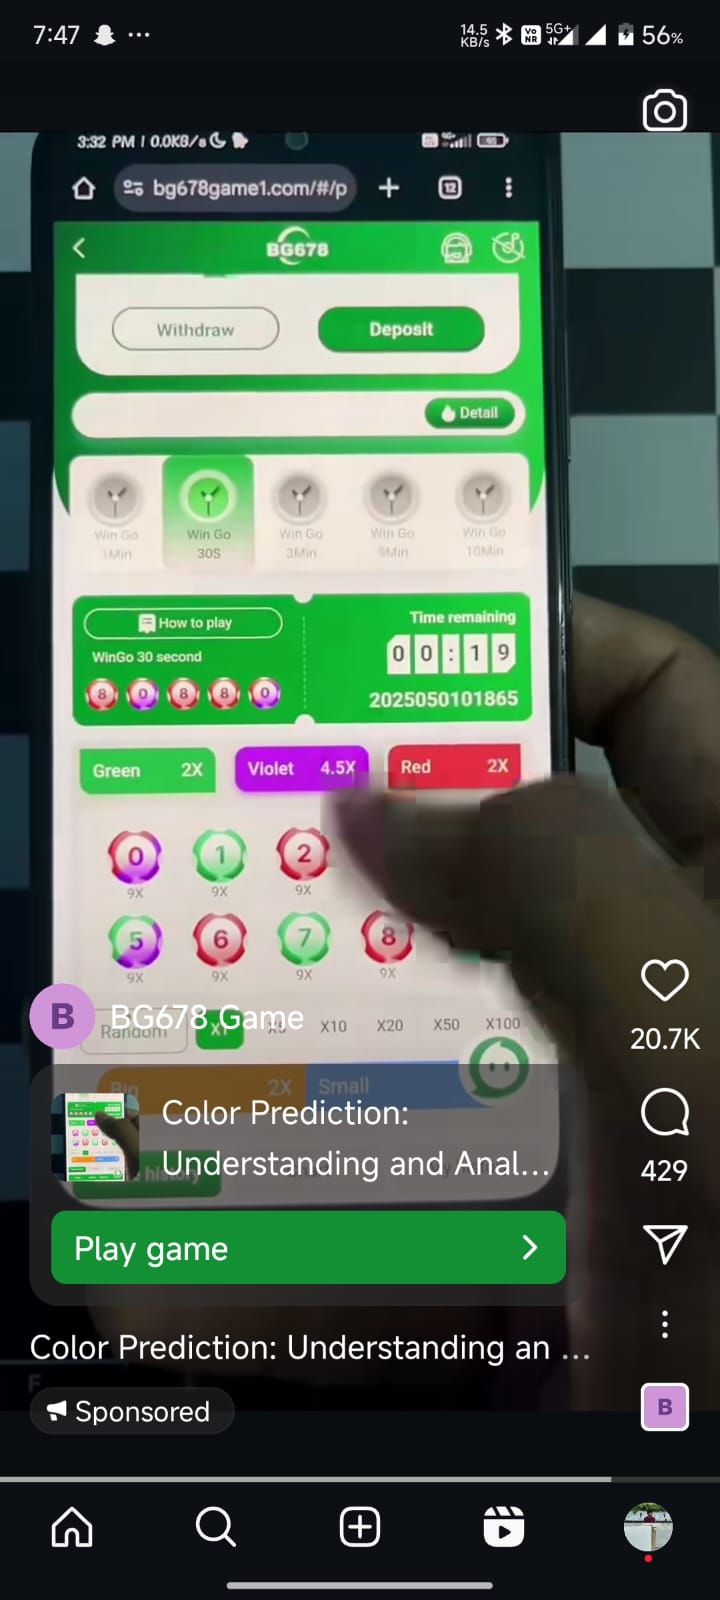 7:47
14.5 KB/s
Vo NR
5G+
56%
3:32 PM | 0.0KB/s
bg678game1.com/#/p
12
BG678
Withdraw
Deposit
Detail
Win Go 1Min
Win Go 30S
Win Go 3Min
Win Go 5Min
Win Go 10Min
How to play
Time remaining
WinGo 30 second
00:19
8 0 8 8 0
2025050101865
Green 2X
Violet 4.5X
Red 2X
0 1 2
9X 9X 9X
5 6 7 8
9X 9X 9X 9X
B
BG678 Game
Random
X1
X5
X10
X20
X50
X100
Big 2X
Small
20.7K
Color Prediction:
Understanding and Anal...
history
429
Play game
Color Prediction: Understanding an ...
Sponsored
B